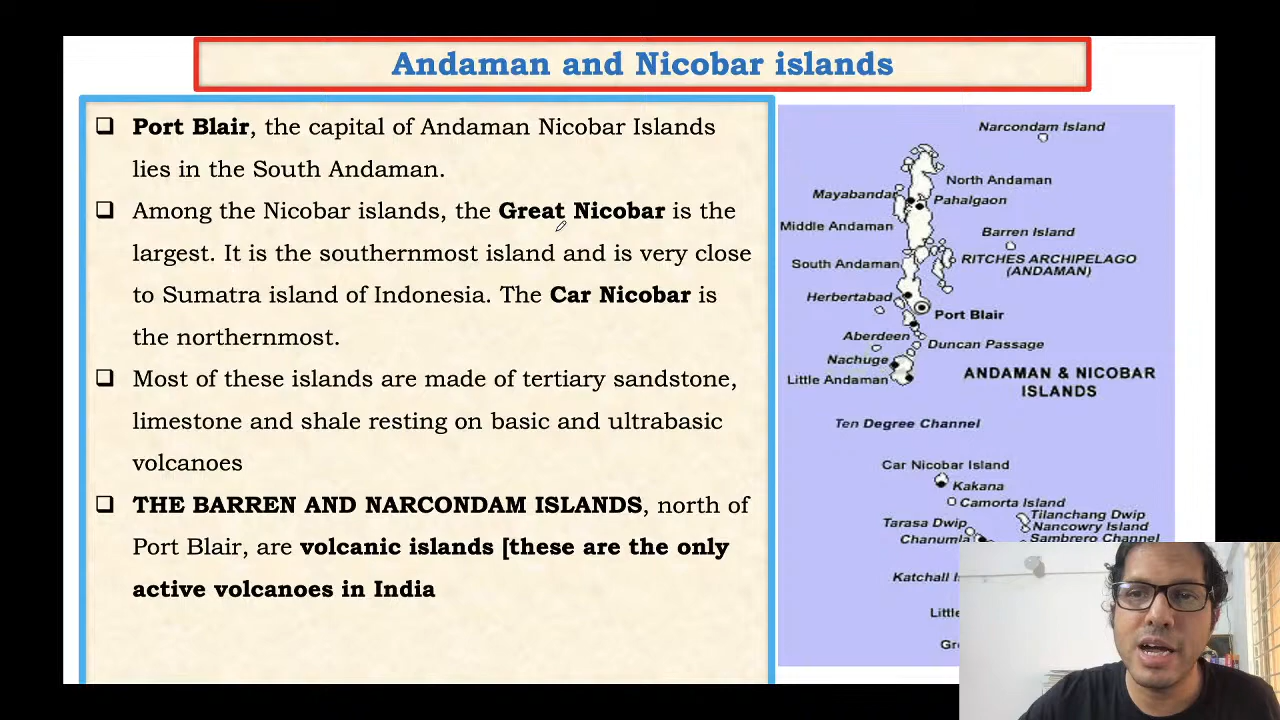 Andaman and Nicobar islands
Port Blair, the capital of Andaman Nicobar Islands
lies in the South Andaman.
Among the Nicobar islands, the Great Nicobar is the
largest. It is the southernmost island and is very close
to Sumatra island of Indonesia. The Car Nicobar is
the northernmost.
Most of these islands are made of tertiary sandstone,
limestone and shale resting on basic and ultrabasic
volcanoes
THE BARREN AND NARCONDAM ISLANDS, north of
Port Blair, are volcanic islands [these are the only
active volcanoes in India
Narcondam Island
North Andaman
Mayabandar
Pahalgaon
Middle Andaman
Barren Island
South Andaman
RITCHES ARCHIPELAGO
(ANDAMAN)
Herbertabad
Port Blair
Aberdeen
Duncan Passage
Nachuge
Little Andaman
ANDAMAN & NICOBAR
ISLANDS
Ten Degree Channel
Car Nicobar Island
Kakana
Camorta Island
Tilanchang Dwip
Tarasa Dwip
Nancowry Island
Chanumla
Sambrero Channel
Katchall
Little